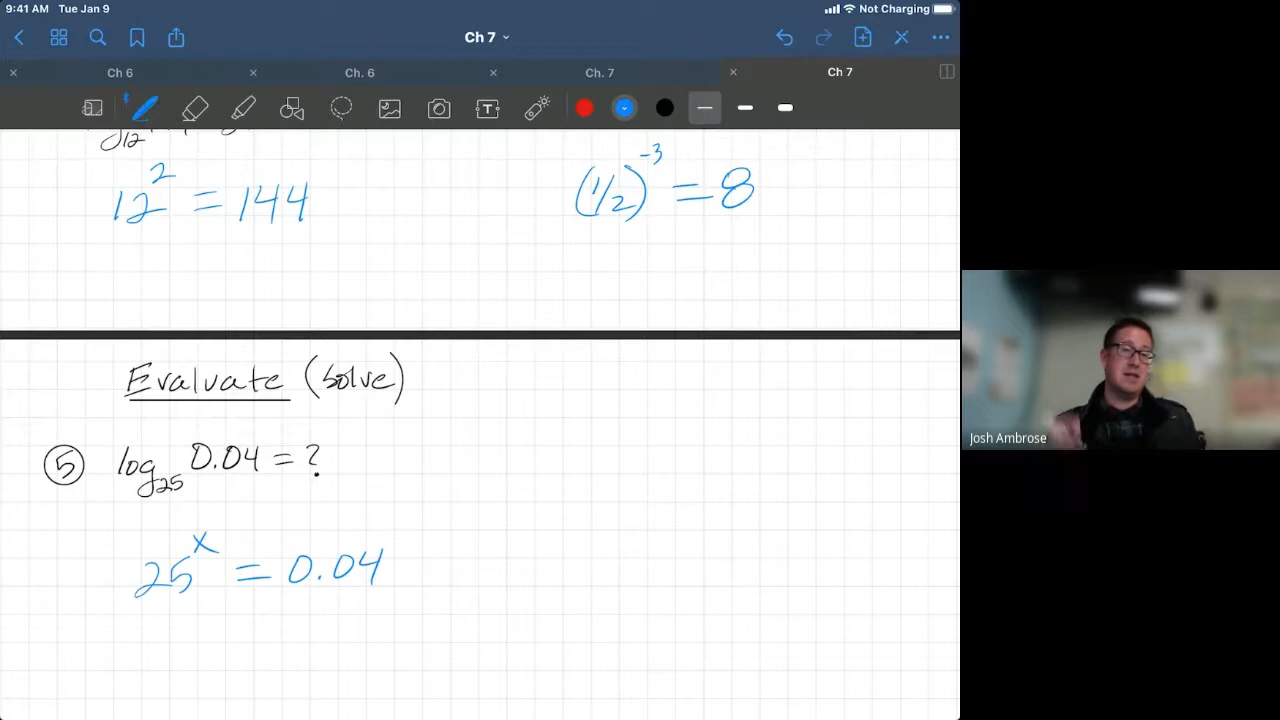 9:41 AM Tue Jan 9
Not Charging
Ch 7
Ch 6
Ch. 6
Ch. 7
Ch 7
12² = 144
(1/2)⁻³ = 8
Evaluate (solve)
⑤ log₂₅ 0.04 = ?
25ˣ = 0.04
Josh Ambrose